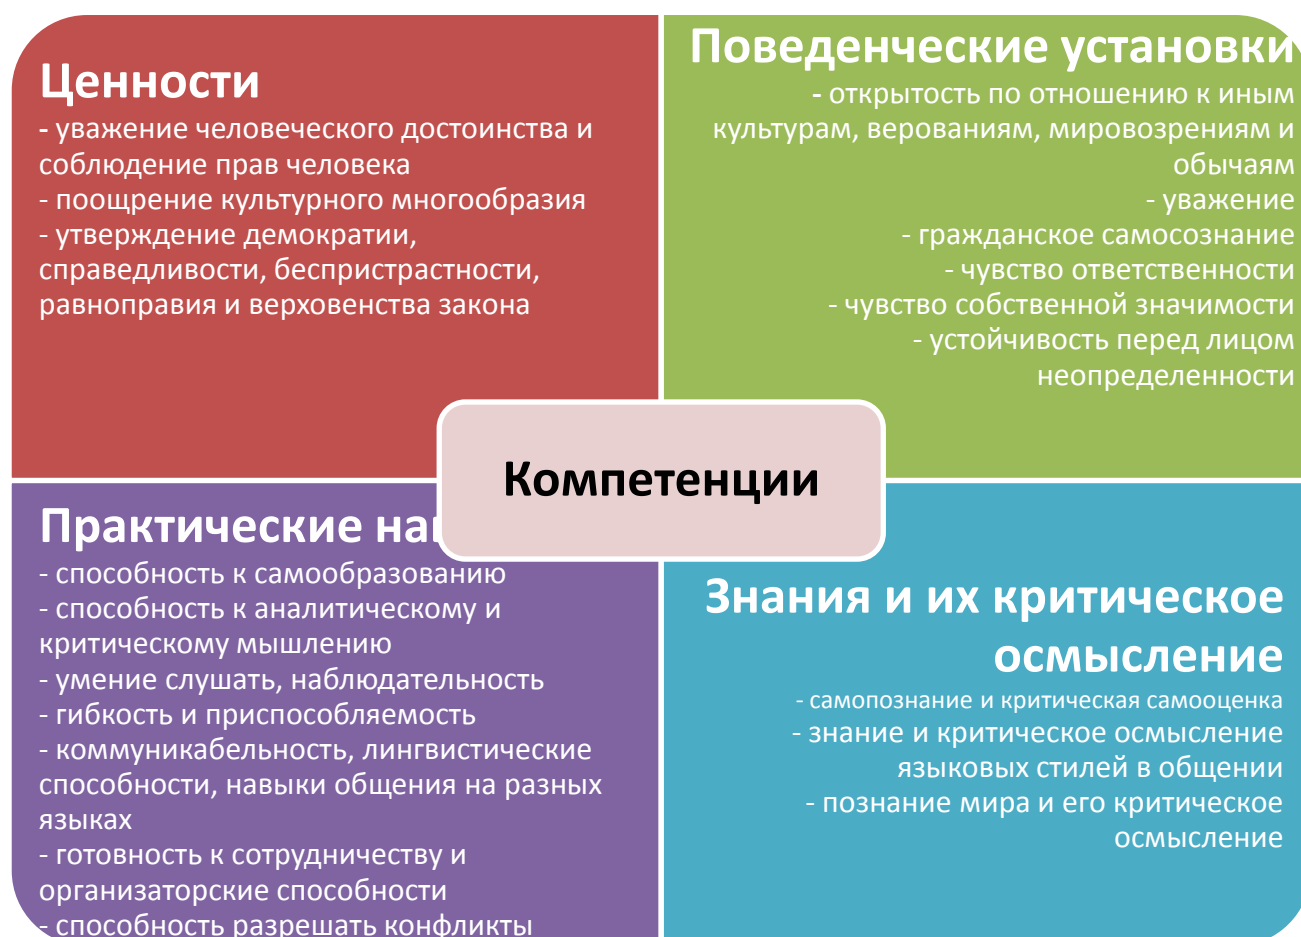 Ценности
- уважение человеческого достоинства и
соблюдение прав человека
- поощрение культурного многообразия
- утверждение демократии,
справедливости, беспристрастности,
равноправия и верховенства закона
Поведенческие установки
- открытость по отношению к иным
культурам, верованиям, мировозрениям и
обычаям
- уважение
- гражданское самосознание
- чувство ответственности
- чувство собственной значимости
- устойчивость перед лицом
неопределенности
Компетенции
Практические
- способность к самообразованию
- способность к аналитическому и
критическому мышлению
- умение слушать, наблюдательность
- гибкость и приспособляемость
- коммуникабельность, лингвистические
способности, навыки общения на разных
языках
- готовность к сотрудничеству и
организаторские способности
- способность разрешать конфликты
Знания и их критическое
осмысление
- самопознание и критическая самооценка
- знание и критическое осмысление
языковых стилей в общении
- познание мира и его критическое
осмысление